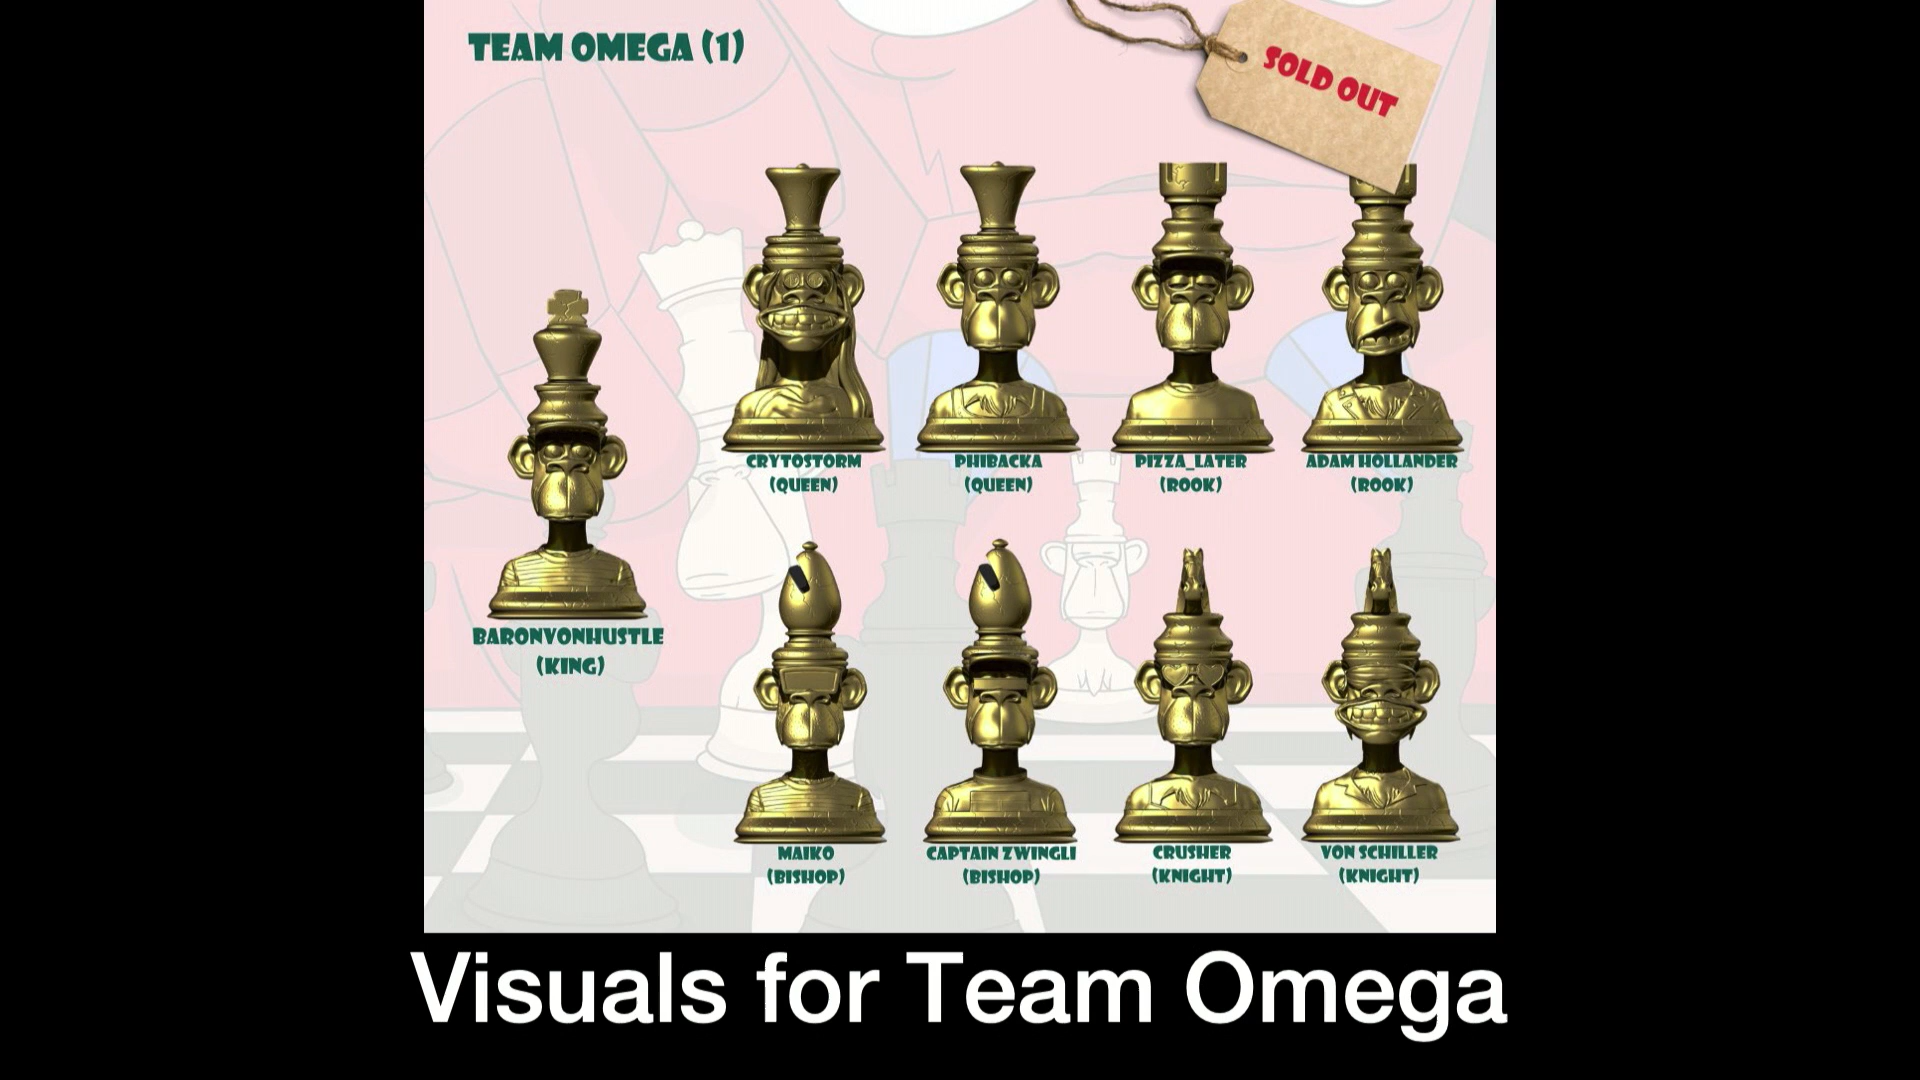 TEAM OMEGA (1)
SOLD OUT
CRYTOSTORM
(QUEEN)
PHIBACKA
(QUEEN)
PIZZA_LATER
(ROOK)
ADAM HOLLANDER
(ROOK)
BARONVONHUSTLE
(KING)
MAIKO
(BISHOP)
CAPTAIN ZWINGLI
(BISHOP)
CRUSHER
(KNIGHT)
VON SCHILLER
(KNIGHT)
Visuals for Team Omega